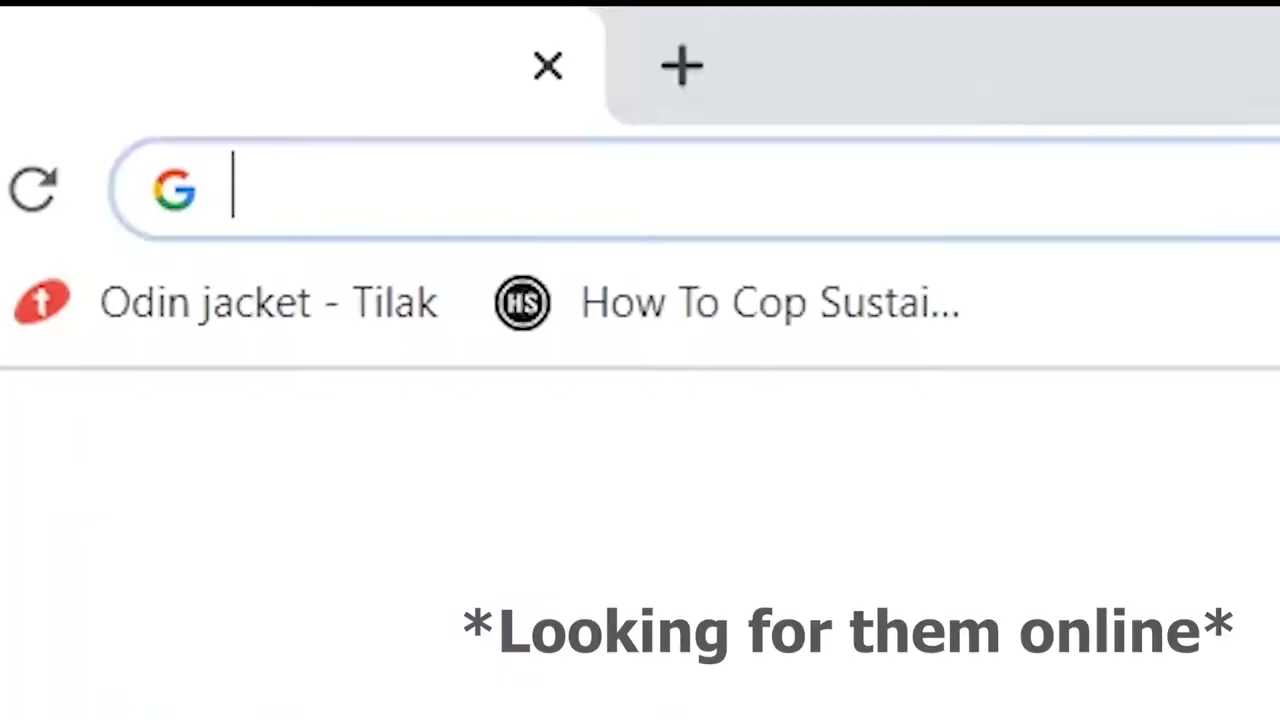 Odin jacket - Tilak
HS How To Cop Sustai...
*Looking for them online*